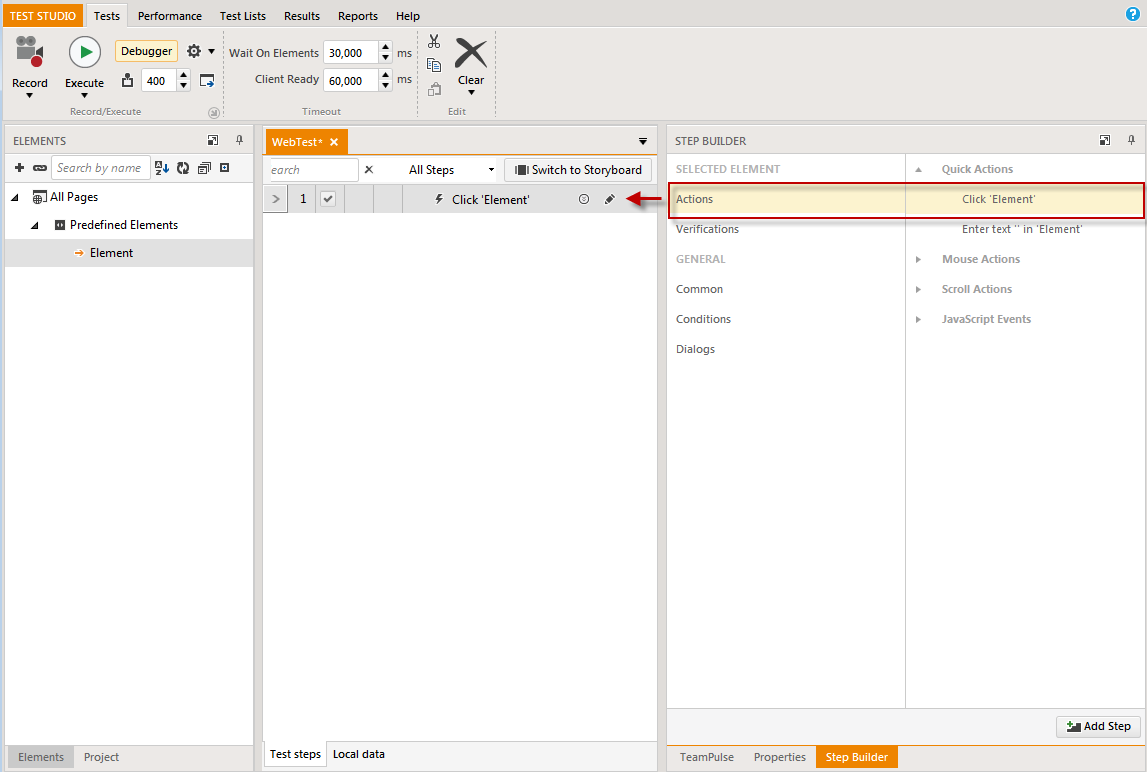 TEST STUDIO Tests Performance Test Lists Results Reports Help
Record
Execute
Debugger
400
Record/Execute
Wait On Elements 30,000 ms
Client Ready 60,000 ms
Timeout
Clear
Edit
ELEMENTS
Search by name
All Pages
Predefined Elements
Element
Elements Project
WebTest*
earch All Steps Switch to Storyboard
1 Click 'Element'
Test steps Local data
STEP BUILDER
SELECTED ELEMENT
Actions
Verifications
GENERAL
Common
Conditions
Dialogs
Quick Actions
Click 'Element'
Enter text '' in 'Element'
Mouse Actions
Scroll Actions
JavaScript Events
Add Step
TeamPulse Properties Step Builder